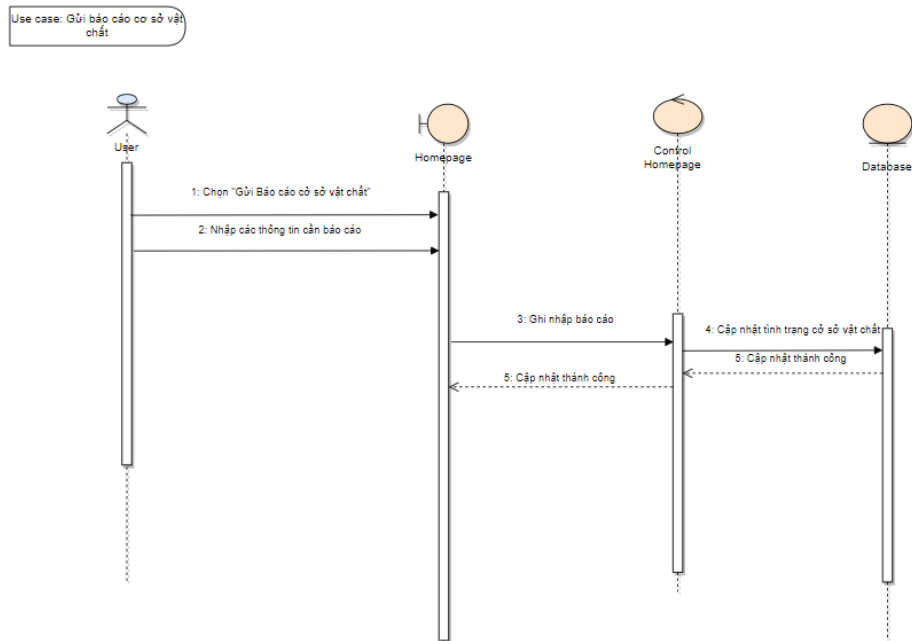 Use case: Gửi báo cáo cơ sở vật
chất
User
Homepage
Control
Homepage
Database
1: Chọn "Gửi Báo cáo cở sở vật chất"
2: Nhập các thông tin cần báo cáo
3: Ghi nhập báo cáo
4: Cập nhật tình trạng cở sở vật chất
5: Cập nhật thành công
5: Cập nhật thành công